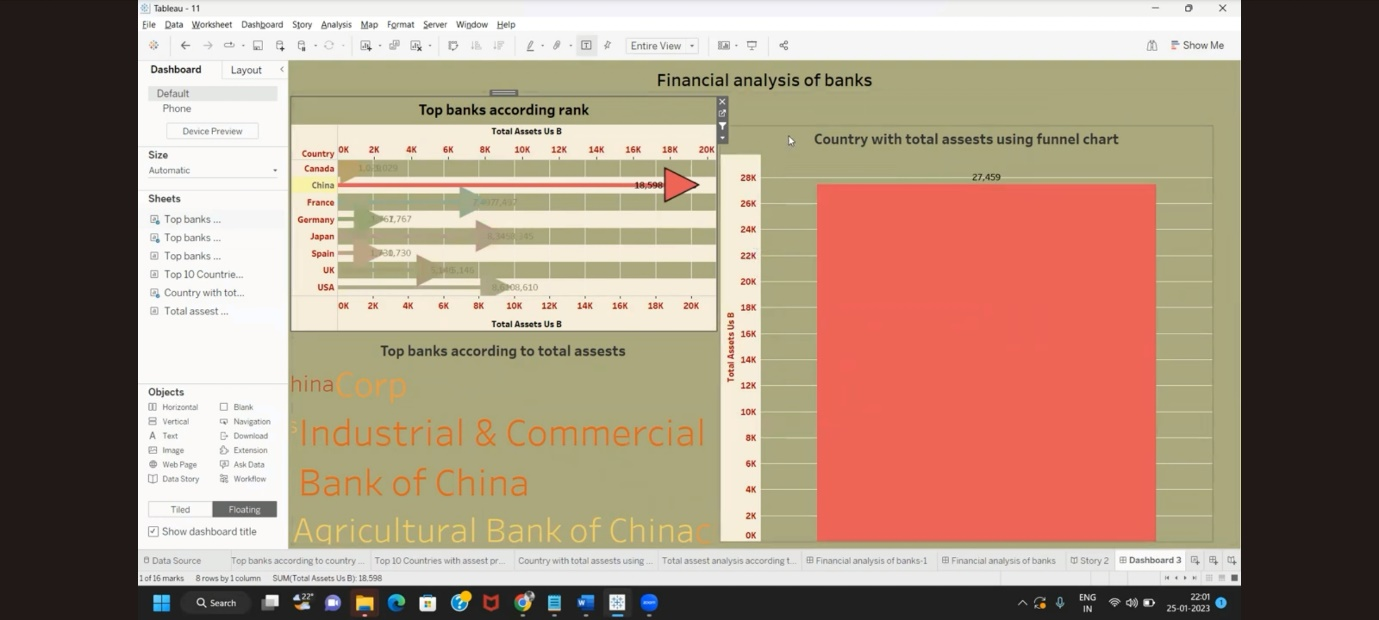 Tableau - 11
File Data Worksheet Dashboard Story Analysis Map Format Server Window Help
Entire View
Show Me
Dashboard Layout
Default
Phone
Device Preview
Size
Automatic
Sheets
Top banks ...
Top banks ...
Top banks ...
Top 10 Countrie...
Country with tot...
Total assest ...
Objects
Horizontal Blank
Vertical Navigation
A Text Download
Image Extension
Web Page Ask Data
Data Story Workflow
Tiled Floating
Show dashboard title
Financial analysis of banks
Top banks according rank
Total Assets Us B
Country 0K 2K 4K 6K 8K 10K 12K 14K 16K 18K 20K
Canada
China 18,598
France
Germany
Japan
Spain
UK
USA
0K 2K 4K 6K 8K 10K 12K 14K 16K 18K 20K
Total Assets Us B
Top banks according to total assests
hina Corp
Industrial & Commercial
Bank of China
Agricultural Bank of China
Country with total assests using funnel chart
27,459
28K
26K
24K
22K
20K
18K
16K
14K
12K
10K
8K
6K
4K
2K
0K
Total Assets Us B
Data Source Top banks according to country ... Top 10 Countries with assest pr... Country with total assests using ... Total assest analysis according t... Financial analysis of banks-1 Financial analysis of banks Story 2 Dashboard 3
1 of 16 marks 8 rows by 1 column SUM(Total Assets Us B): 18,598
22°
Search
ENG
IN
22:01
25-01-2023
1